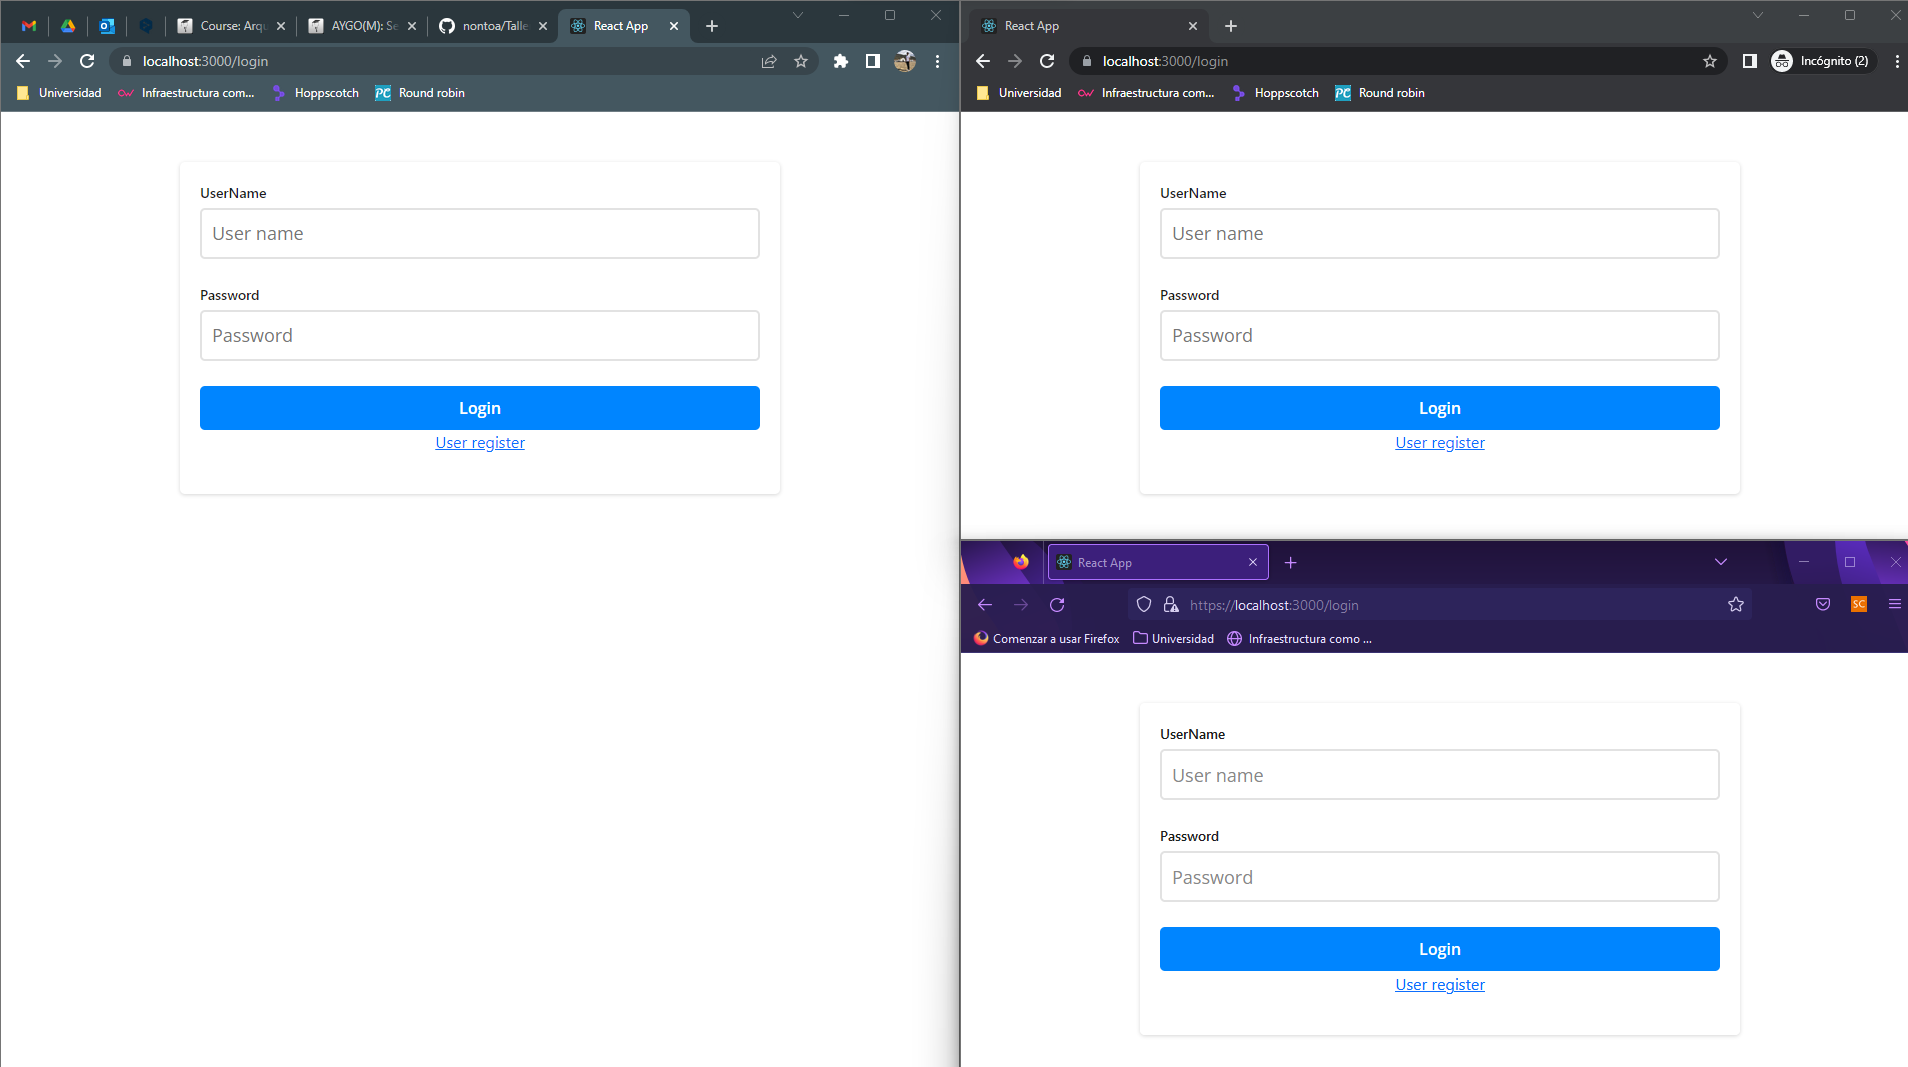 Course: Arqu
AYGO(M): Se
nontoa/Talle
React App
localhost:3000/login
Universidad
Infraestructura com...
Hoppscotch
Round robin
UserName
User name
Password
Password
Login
User register
React App
localhost:3000/login
Incógnito (2)
Universidad
Infraestructura com...
Hoppscotch
Round robin
UserName
User name
Password
Password
Login
User register
React App
https://localhost:3000/login
SC
Comenzar a usar Firefox
Universidad
Infraestructura como ...
UserName
User name
Password
Password
Login
User register